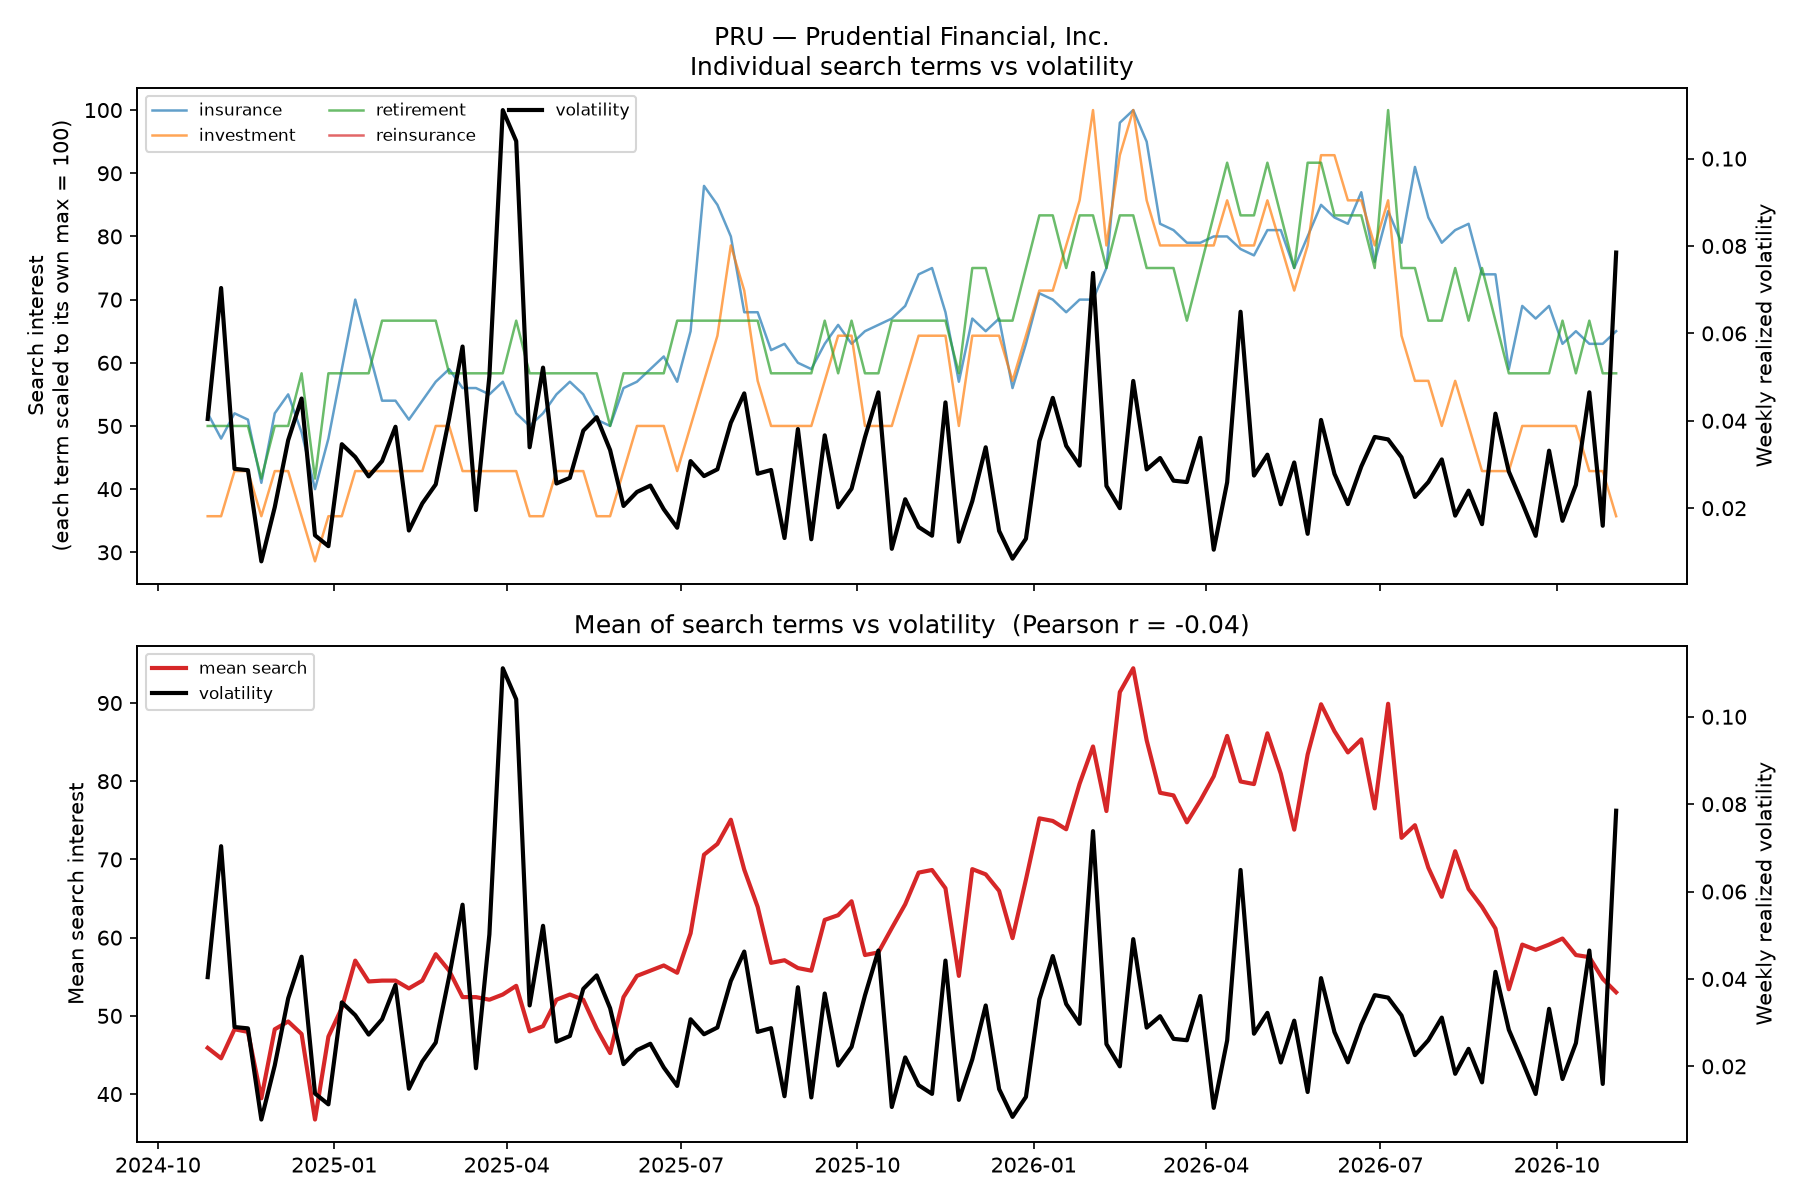 PRU — Prudential Financial, Inc.
Individual search terms vs volatility
insurance
investment
retirement
reinsurance
volatility
Search interest
(each term scaled to its own max = 100)
100
90
80
70
60
50
40
30
0.10
0.08
0.06
0.04
0.02
Weekly realized volatility
Mean of search terms vs volatility (Pearson r = -0.04)
mean search
volatility
Mean search interest
90
80
70
60
50
40
0.10
0.08
0.06
0.04
0.02
Weekly realized volatility
2024-10
2025-01
2025-04
2025-07
2025-10
2026-01
2026-04
2026-07
2026-10